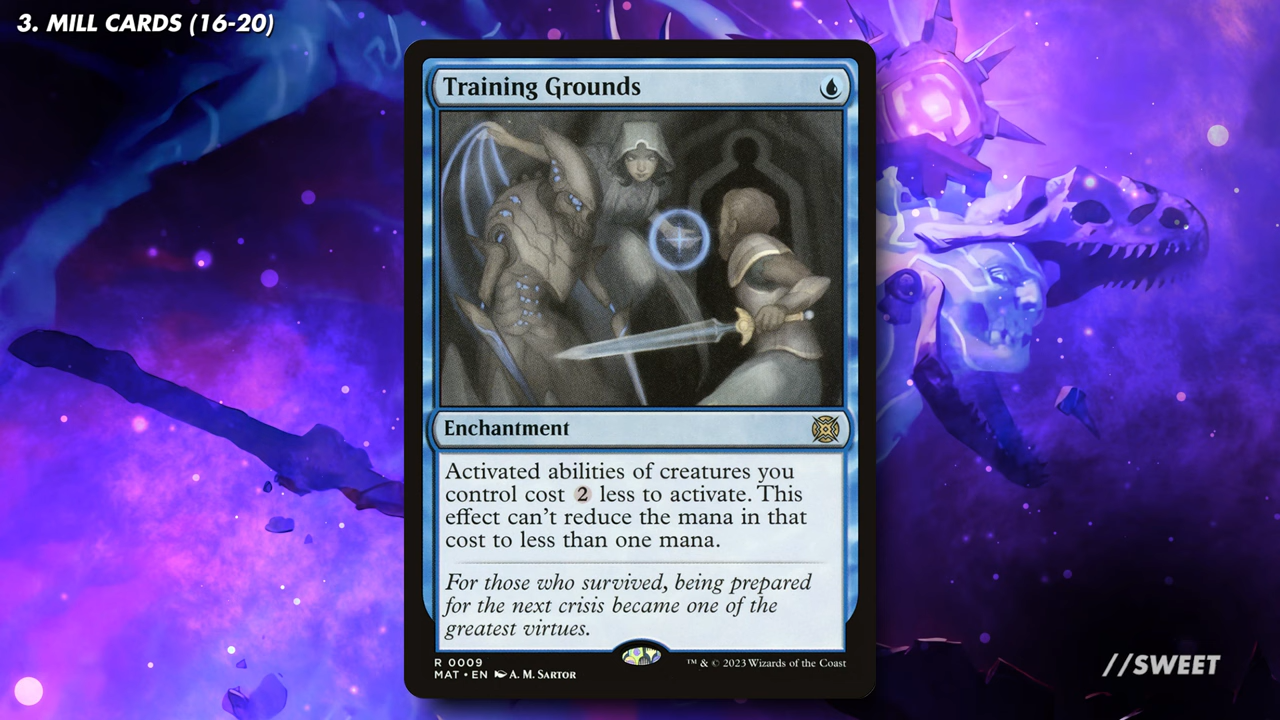 3. MILL CARDS (16-20)
Training Grounds
Enchantment
Activated abilities of creatures you
control cost 2 less to activate. This
effect can't reduce the mana in that
cost to less than one mana.
For those who survived, being prepared
for the next crisis became one of the
greatest virtues.
R 0009
MAT • EN A. M. SARTOR
™ & © 2023 Wizards of the Coast
//SWEET